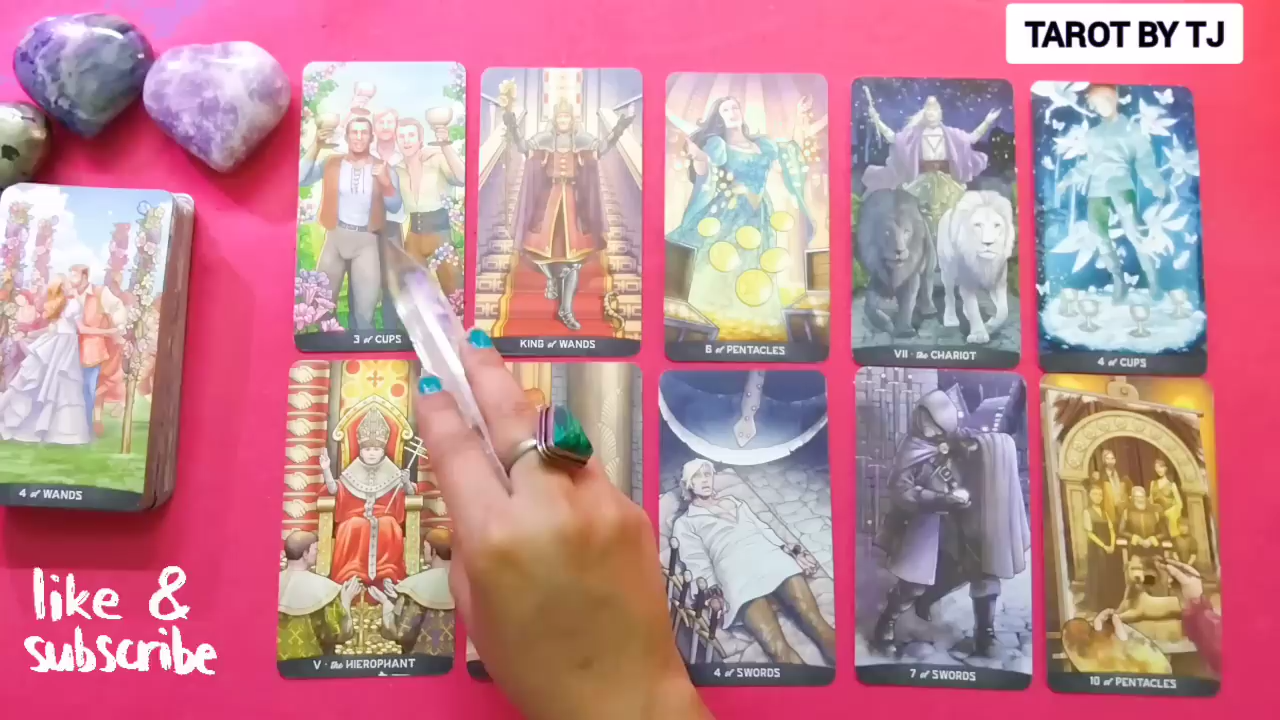 TAROT BY TJ
3 of CUPS
KING of WANDS
6 of PENTACLES
VII · the CHARIOT
4 of CUPS
4 of WANDS
V · the HIEROPHANT
4 of SWORDS
7 of SWORDS
10 of PENTACLES
like &
subscribe